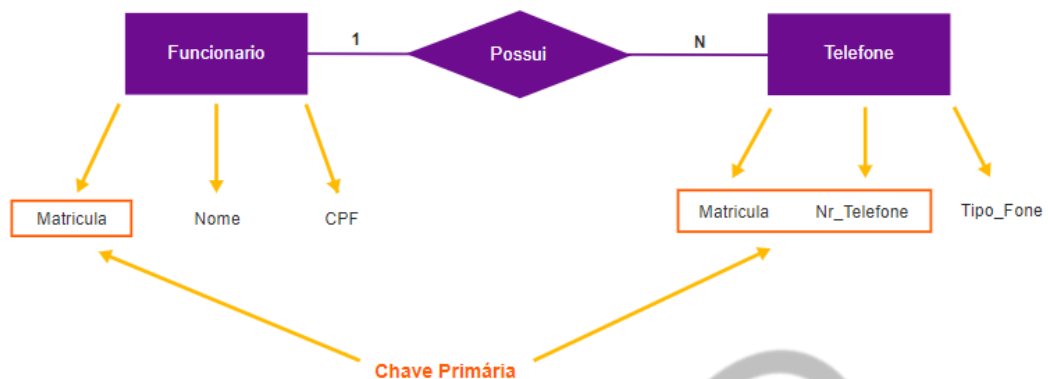 Funcionario 1 Possui N Telefone
Matricula Nome CPF Matricula Nr_Telefone Tipo_Fone
Chave Primária